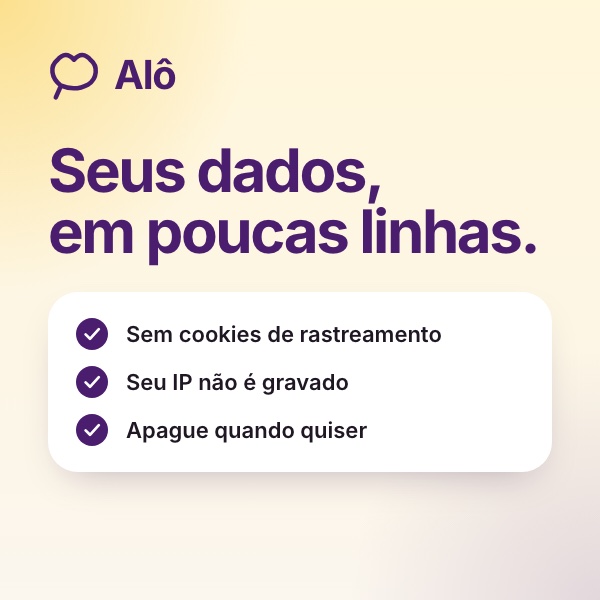 Alô
Seus dados,
em poucas linhas.
Sem cookies de rastreamento
Seu IP não é gravado
Apague quando quiser